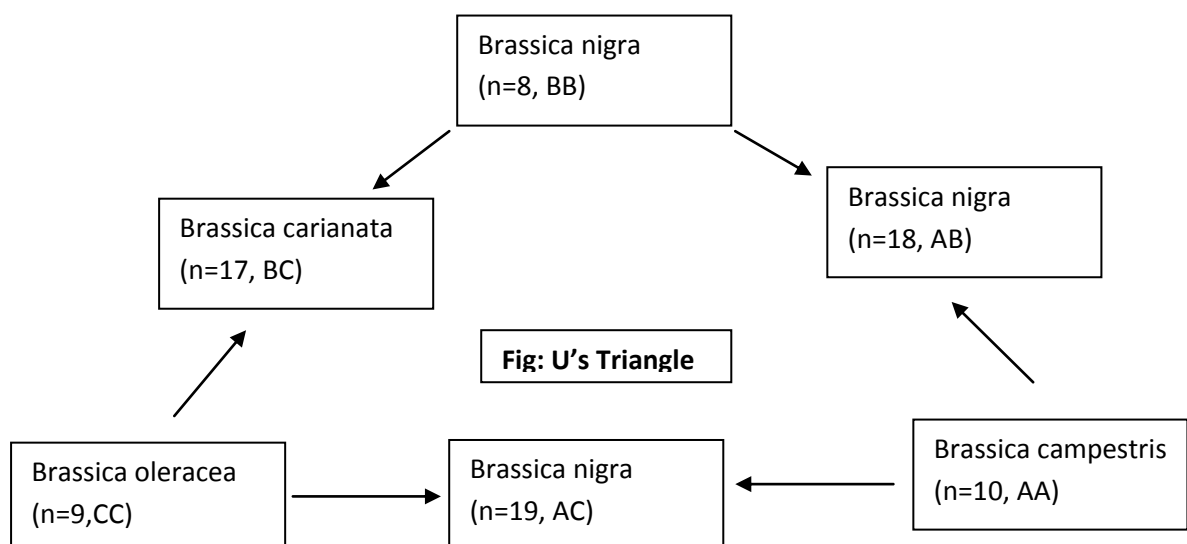 Brassica nigra
(n=8, BB)
Brassica carianata
(n=17, BC)
Brassica nigra
(n=18, AB)
Fig: U’s Triangle
Brassica oleracea
(n=9,CC)
Brassica nigra
(n=19, AC)
Brassica campestris
(n=10, AA)